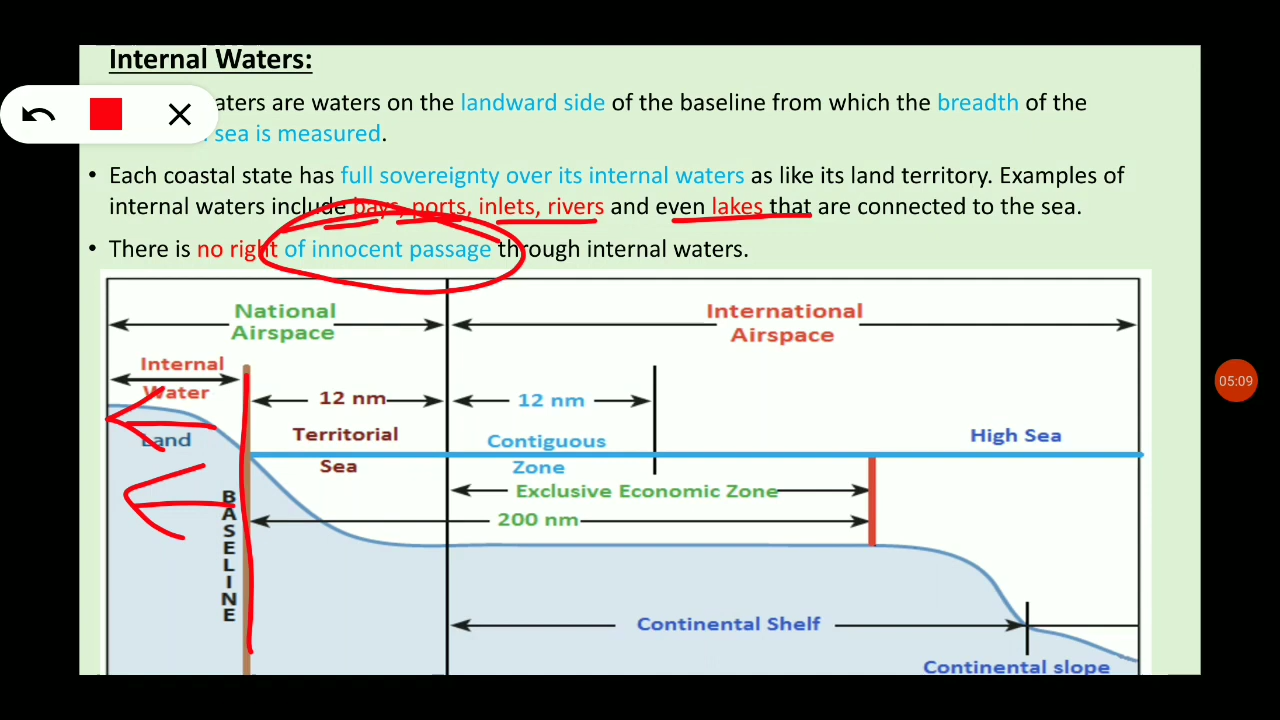 Internal Waters:
aters are waters on the landward side of the baseline from which the breadth of the
sea is measured.
• Each coastal state has full sovereignty over its internal waters as like its land territory. Examples of
internal waters include bays, ports, inlets, rivers and even lakes that are connected to the sea.
• There is no right of innocent passage through internal waters.
National
Airspace
International
Airspace
Internal
Water
12 nm
12 nm
Land
Territorial
Sea
Contiguous
Zone
High Sea
Exclusive Economic Zone
200 nm
BASELINE
Continental Shelf
Continental slope
05:09